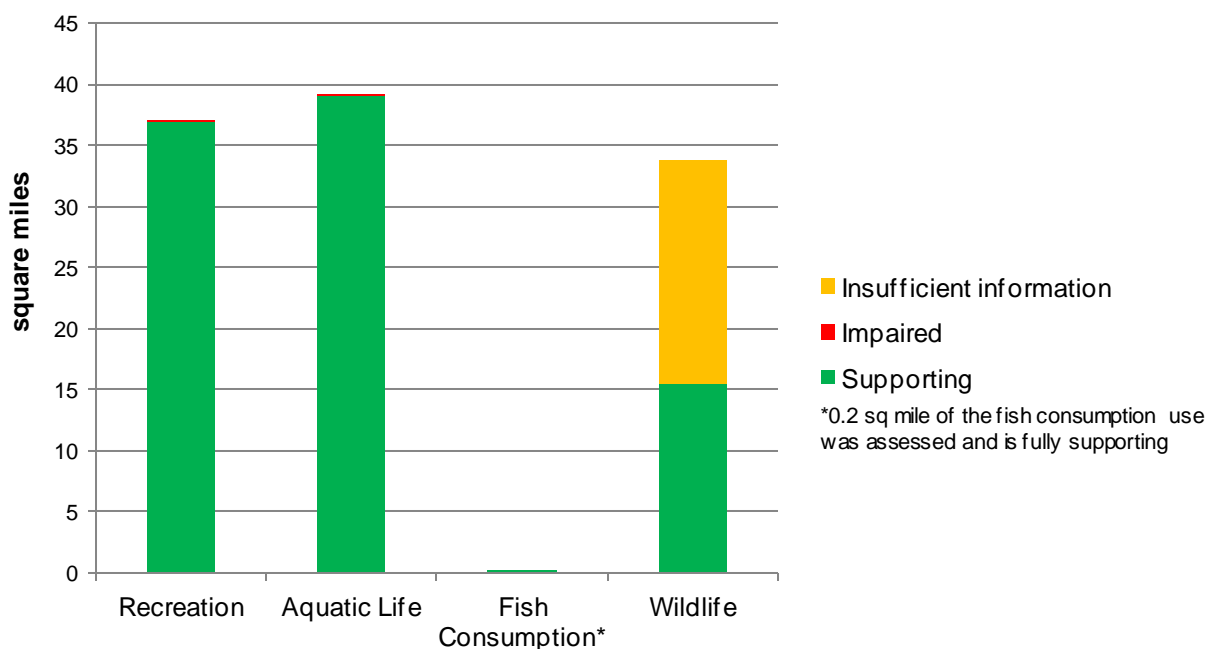 45
40
35
30
25
20
15
10
5
0
square miles
Recreation
Aquatic Life
Fish
Consumption*
Wildlife
Insufficient information
Impaired
Supporting
*0.2 sq mile of the fish consumption use
was assessed and is fully supporting